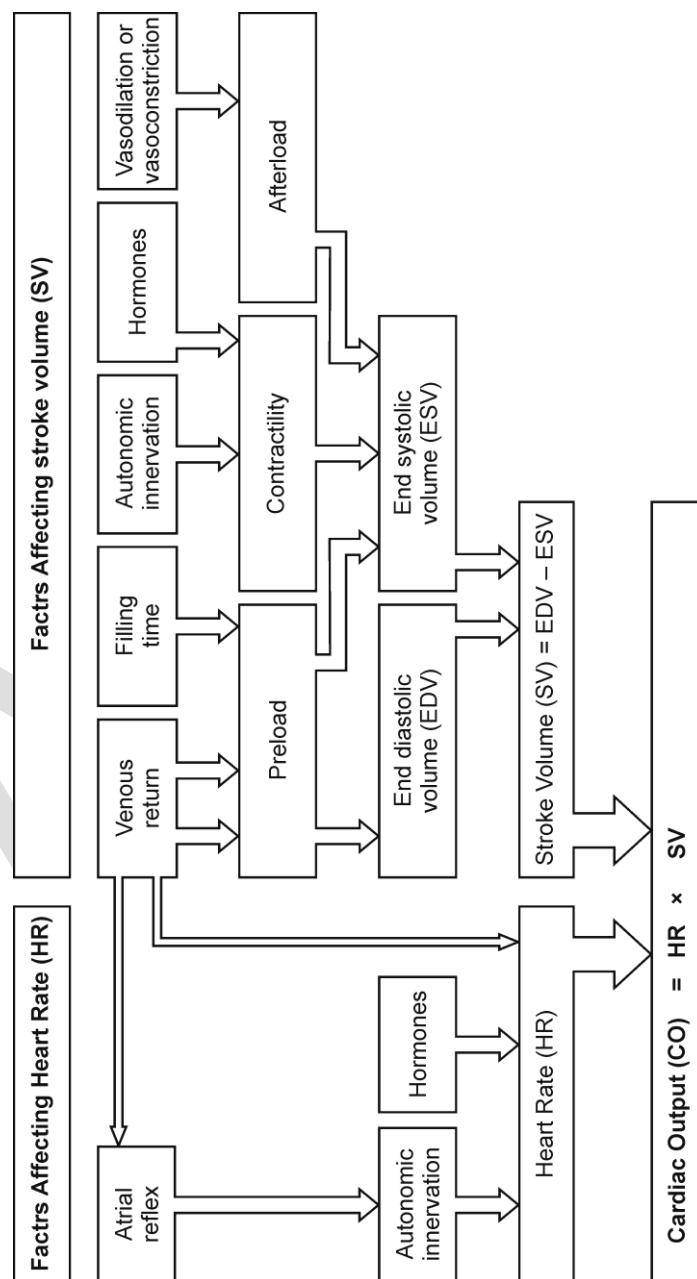 Factrs Affecting Heart Rate (HR)
Factrs Affecting stroke volume (SV)
Atrial
reflex
Venous
return
Filling
time
Autonomic
innervation
Hormones
Vasodilation or
vasoconstriction
Preload
Contractility
Afterload
Autonomic
innervation
Hormones
End diastolic
volume (EDV)
End systolic
volume (ESV)
Heart Rate (HR)
Stroke Volume (SV) = EDV – ESV
Cardiac Output (CO) = HR × SV